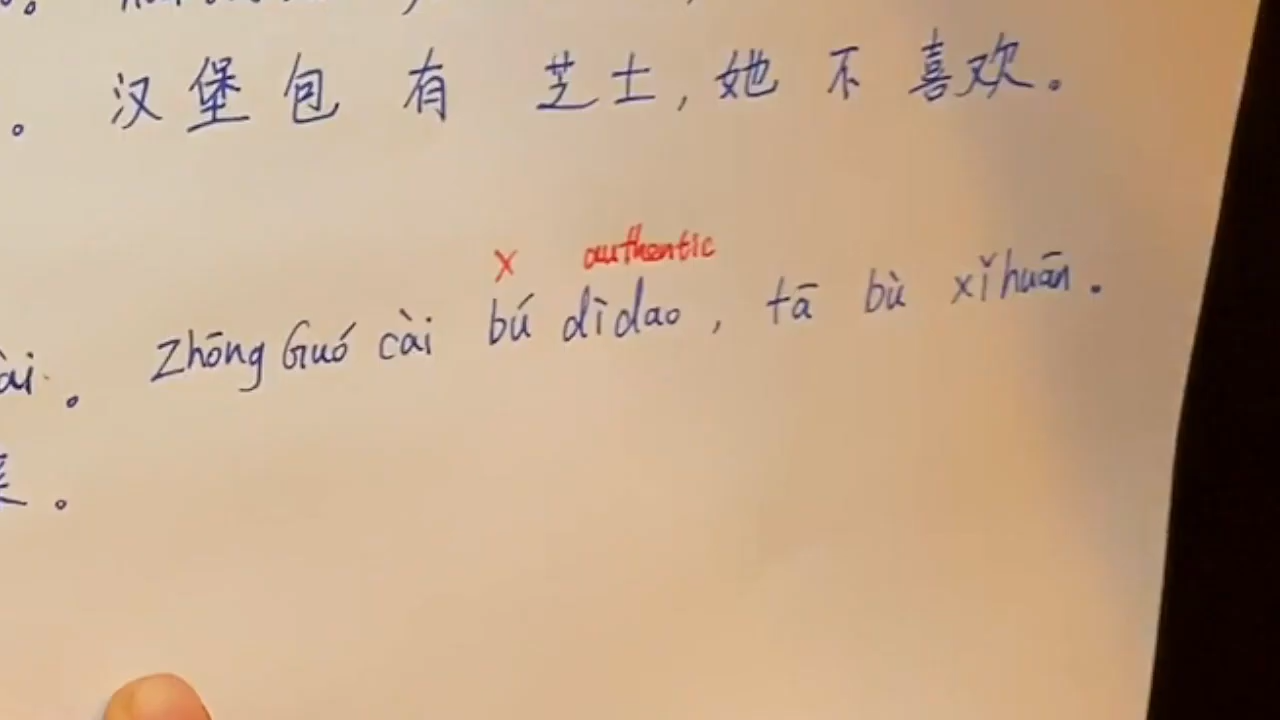 。 汉堡包 有 芝士, 她 不 喜欢。
x authentic
ài. 。 Zhōng Guó cài bú dìdao , tā bù xǐhuān .
。